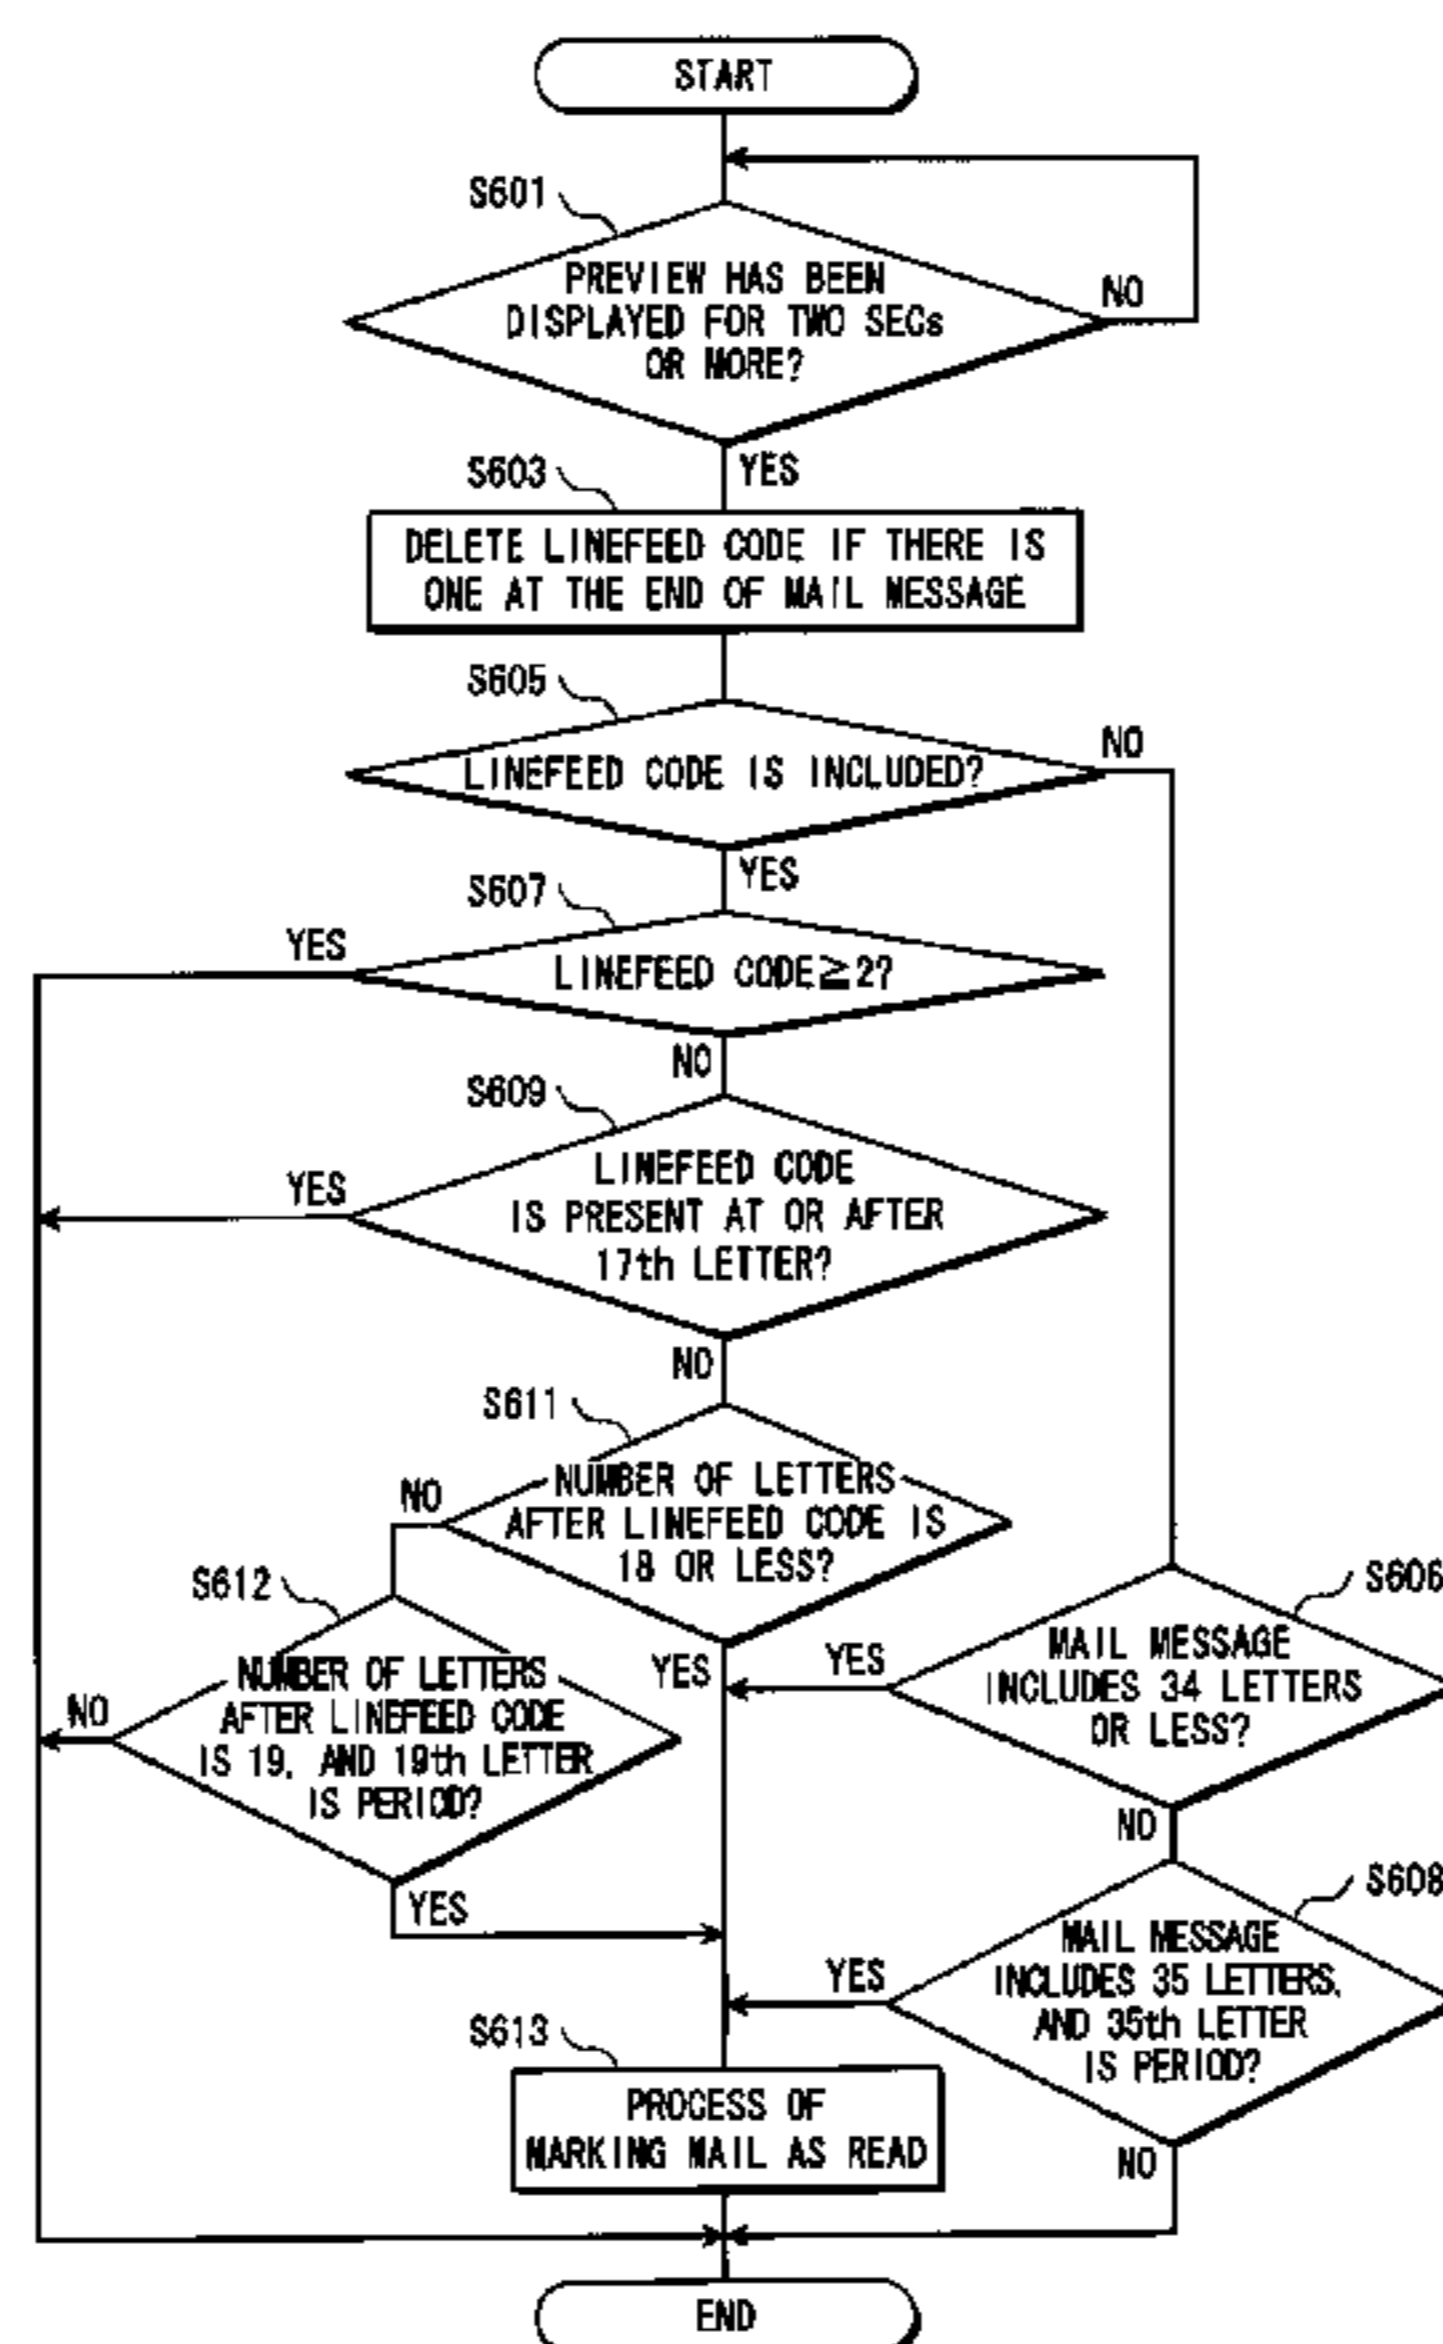 START
S601
PREVIEW HAS BEEN
DISPLAYED FOR TWO SECs
OR MORE?
NO
YES
S603
DELETE LINEFEED CODE IF THERE IS
ONE AT THE END OF MAIL MESSAGE
S605
LINEFEED CODE IS INCLUDED?
NO
YES
S607
YES
LINEFEED CODE≧2?
NO
S609
YES
LINEFEED CODE
IS PRESENT AT OR AFTER
17th LETTER?
NO
S611
NO
NUMBER OF LETTERS
AFTER LINEFEED CODE IS
18 OR LESS?
YES
S612
NUMBER OF LETTERS
AFTER LINEFEED CODE
IS 19, AND 19th LETTER
IS PERIOD?
NO
YES
S606
MAIL MESSAGE
INCLUDES 34 LETTERS
OR LESS?
YES
NO
S608
MAIL MESSAGE
INCLUDES 35 LETTERS,
AND 35th LETTER
IS PERIOD?
YES
NO
S613
PROCESS OF
MARKING MAIL AS READ
END